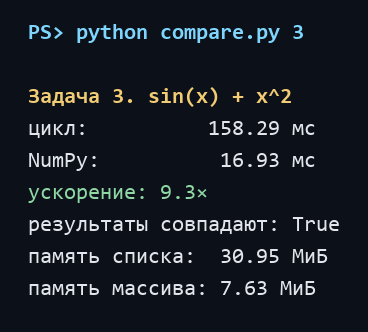 PS> python compare.py 3
Задача 3. sin(x) + x^2
цикл: 158.29 мс
NumPy: 16.93 мс
ускорение: 9.3×
результаты совпадают: True
память списка: 30.95 МиБ
память массива: 7.63 МиБ